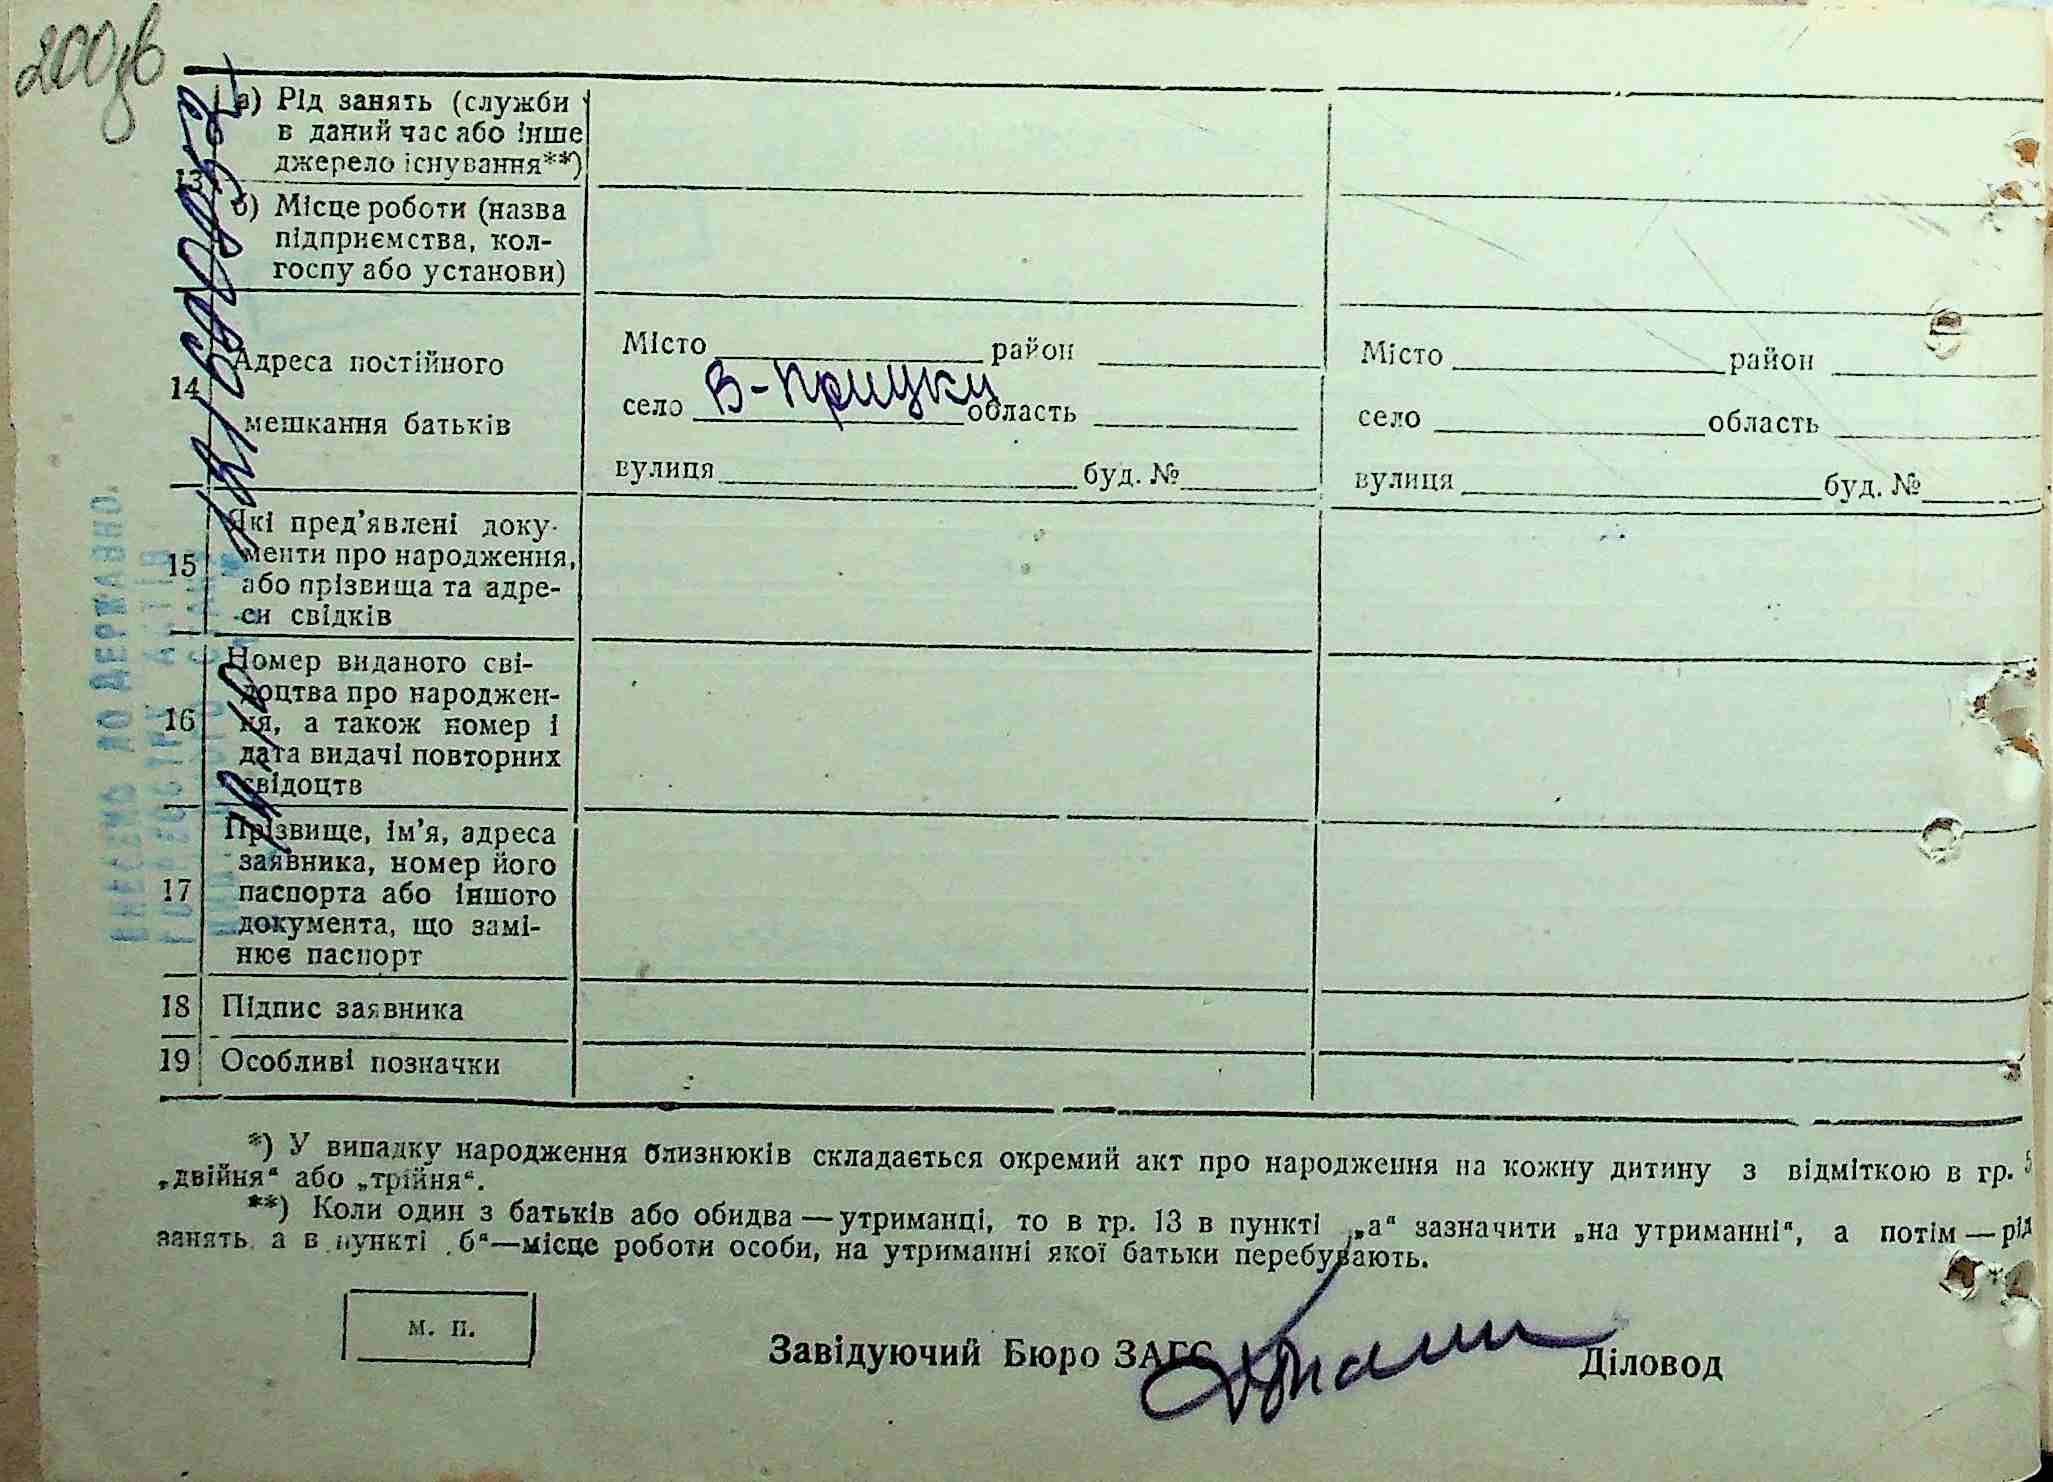 200зв
а) Рід занять (служби
в даний час або інше
джерело існування**)
13
б) Місце роботи (назва
підприємства, кол-
госпу або установи)
14
Адреса постійного
мешкання батьків
Місто район
село В-Прицки область
вулиця буд. №
Місто район
село область
вулиця буд. №
15
Які пред’явлені доку-
менти про народження,
або прізвища та адре-
си свідків
16
Номер виданого сві-
доцтва про народжен-
ня, а також номер і
дата видачі повторних
свідоцтв
17
Прізвище, ім’я, адреса
заявника, номер його
паспорта або іншого
документа, що замі-
нює паспорт
18 Підпис заявника
19 Особливі позначки
ВНЕСЕНО ДО ДЕРЖАВНО.
*) У випадку народження близнюків складається окремий акт про народження на кожну дитину з відміткою в гр. 5
„двійня“ або „трійня“.
**) Коли один з батьків або обидва — утриманці, то в гр. 13 в пункті „а“ зазначити „на утриманні“, а потім — рід
занять, а в пункті „б“—місце роботи особи, на утриманні якої батьки перебувають.
м. п.
Завідуючий Бюро ЗАГС
Діловод